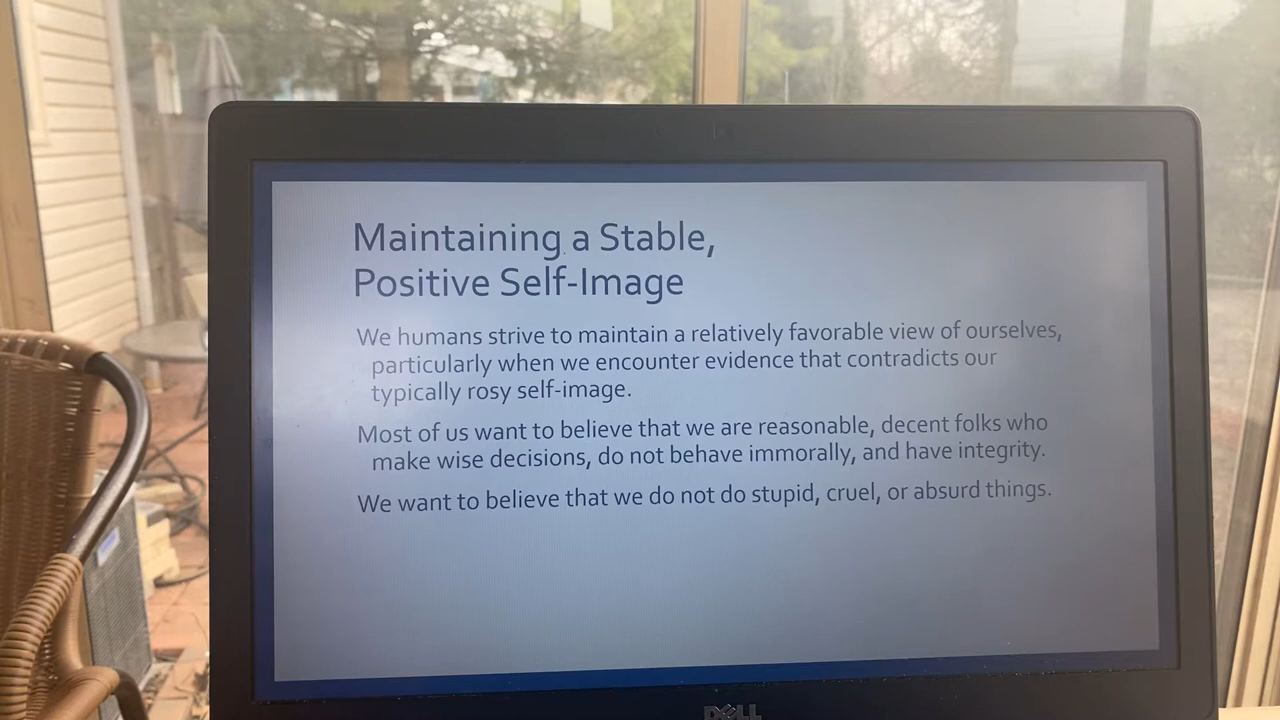 Maintaining a Stable,
Positive Self-Image
We humans strive to maintain a relatively favorable view of ourselves,
particularly when we encounter evidence that contradicts our
typically rosy self-image.
Most of us want to believe that we are reasonable, decent folks who
make wise decisions, do not behave immorally, and have integrity.
We want to believe that we do not do stupid, cruel, or absurd things.
DELL